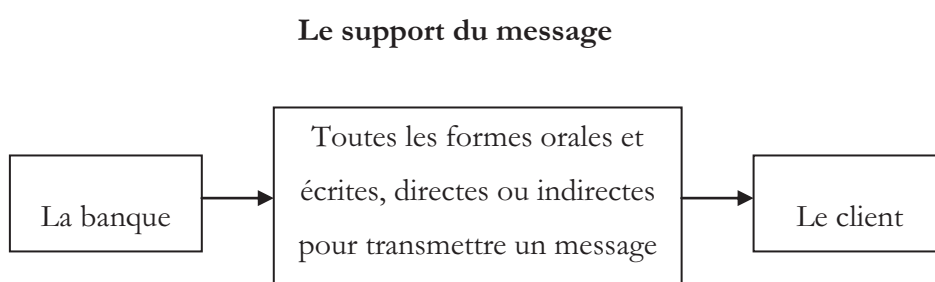 Le support du message
Toutes les formes orales et
écrites, directes ou indirectes
pour transmettre un message
La banque
Le client